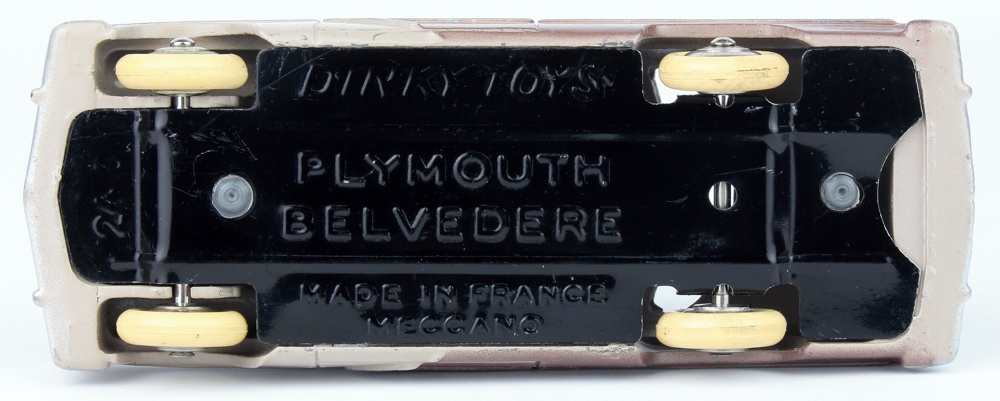 DINKY TOYS
PLYMOUTH
BELVEDERE
MADE IN FRANCE
MECCANO